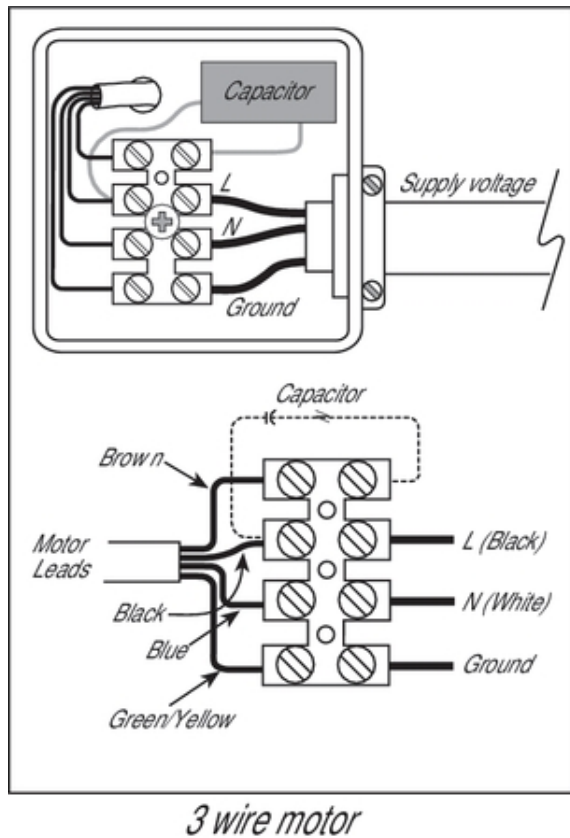 Capacitor
L
Supply voltage
N
Ground
Capacitor
Brown
Motor
Leads
L (Black)
N (White)
Black
Blue
Ground
Green/Yellow
3 wire motor